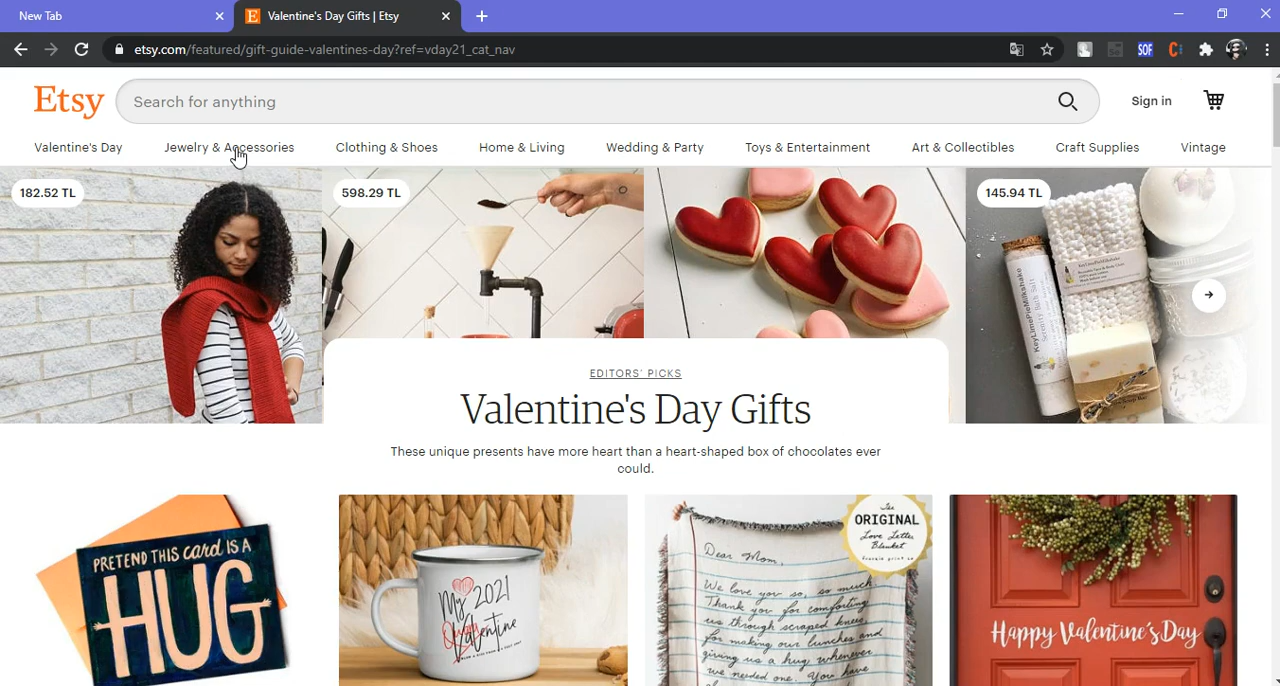 New Tab
Valentine's Day Gifts | Etsy
etsy.com/featured/gift-guide-valentines-day?ref=vday21_cat_nav
SOF
Etsy
Search for anything
Sign in
Valentine's Day Jewelry & Accessories Clothing & Shoes Home & Living Wedding & Party Toys & Entertainment Art & Collectibles Craft Supplies Vintage
182.52 TL
598.29 TL
145.94 TL
KeyLimePieMilkshake
EDITORS' PICKS
Valentine's Day Gifts
These unique presents have more heart than a heart-shaped box of chocolates ever
could.
PRETEND THIS card IS A
HUG
My 2021
Valentine
The
ORIGINAL
Love Letter
Blanket
Dear Mom,
We love you so, so much.
Thank you for comforting
us through scraped knees,
for making our lunches and
giving us a hug whenever
we needed one. You have
Happy Valentine's Day